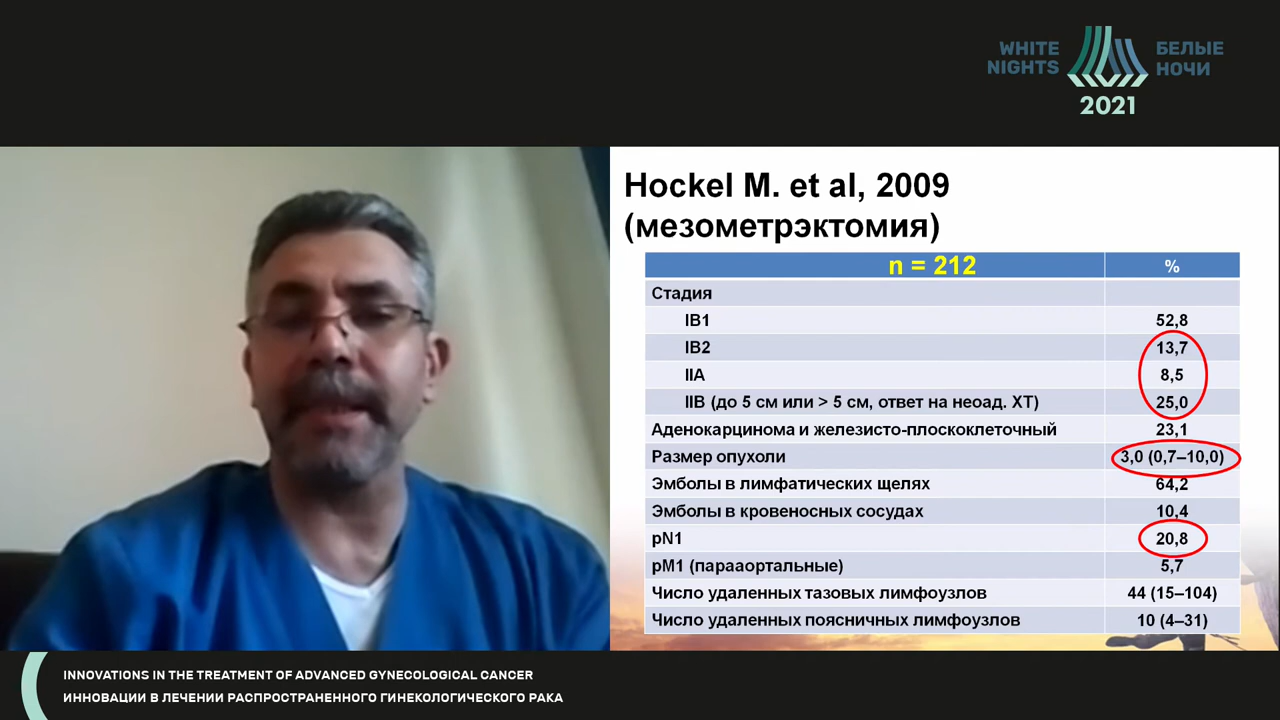 WHITE NIGHTS
БЕЛЫЕ НОЧИ
2021
Hockel M. et al, 2009
(мезометрэктомия)
n = 212 %
Стадия
IB1 52,8
IB2 13,7
IIA 8,5
IIB (до 5 см или > 5 см, ответ на неоад. ХТ) 25,0
Аденокарцинома и железисто-плоскоклеточный 23,1
Размер опухоли 3,0 (0,7–10,0)
Эмболы в лимфатических щелях 64,2
Эмболы в кровеносных сосудах 10,4
pN1 20,8
pM1 (парааортальные) 5,7
Число удаленных тазовых лимфоузлов 44 (15–104)
Число удаленных поясничных лимфоузлов 10 (4–31)
INNOVATIONS IN THE TREATMENT OF ADVANCED GYNECOLOGICAL CANCER
ИННОВАЦИИ В ЛЕЧЕНИИ РАСПРОСТРАНЕННОГО ГИНЕКОЛОГИЧЕСКОГО РАКА